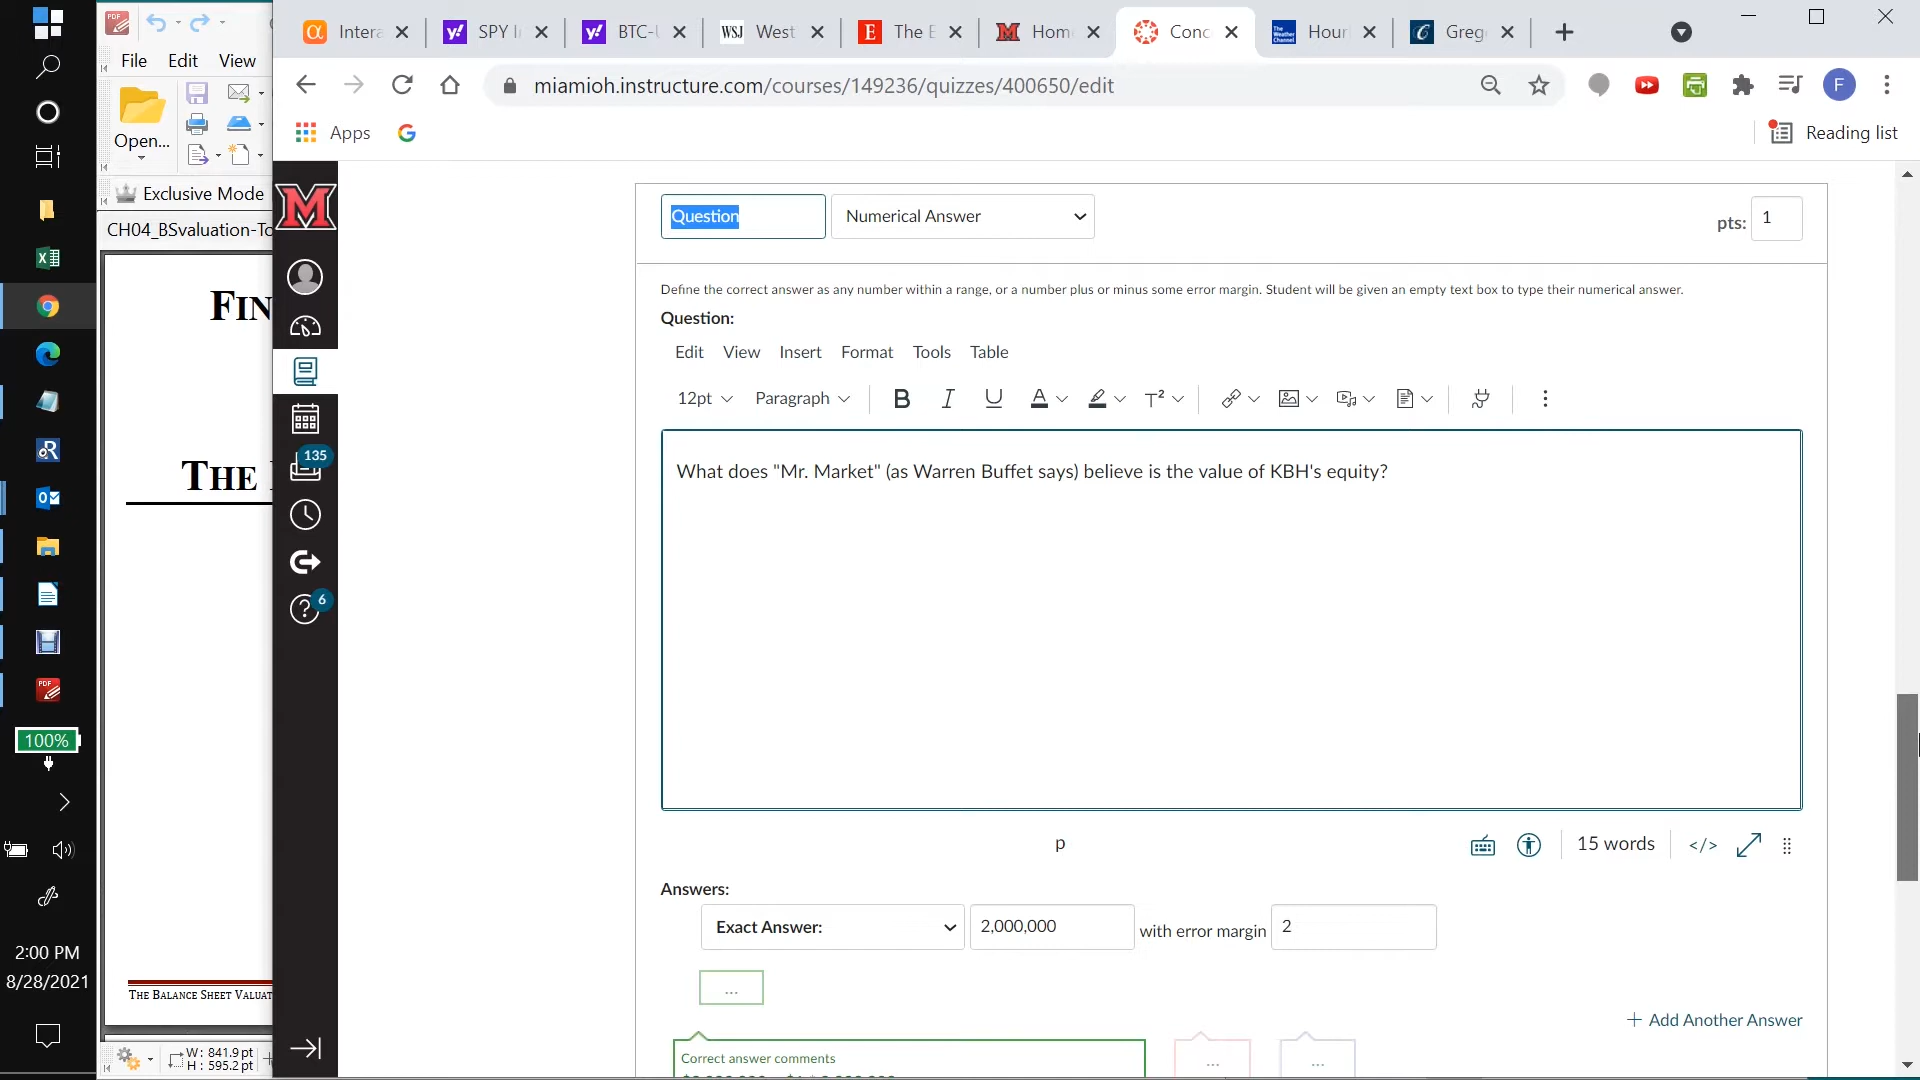 Intera
SPY I
BTC-U
WSJ West
The E
Hom
Conc
Hour
Greg
File Edit View
miamioh.instructure.com/courses/149236/quizzes/400650/edit
F
Open...
Apps
Reading list
Exclusive Mode
CH04_BSvaluation-To
Question
Numerical Answer
pts: 1
Define the correct answer as any number within a range, or a number plus or minus some error margin. Student will be given an empty text box to type their numerical answer.
FIN
Question:
Edit View Insert Format Tools Table
12pt Paragraph
What does "Mr. Market" (as Warren Buffet says) believe is the value of KBH's equity?
THE
135
6
100%
p
15 words
</>
Answers:
Exact Answer: 2,000,000 with error margin 2
2:00 PM
8/28/2021
THE BALANCE SHEET VALUAT
...
+ Add Another Answer
W: 841.9 pt
H: 595.2 pt
Correct answer comments
...
...